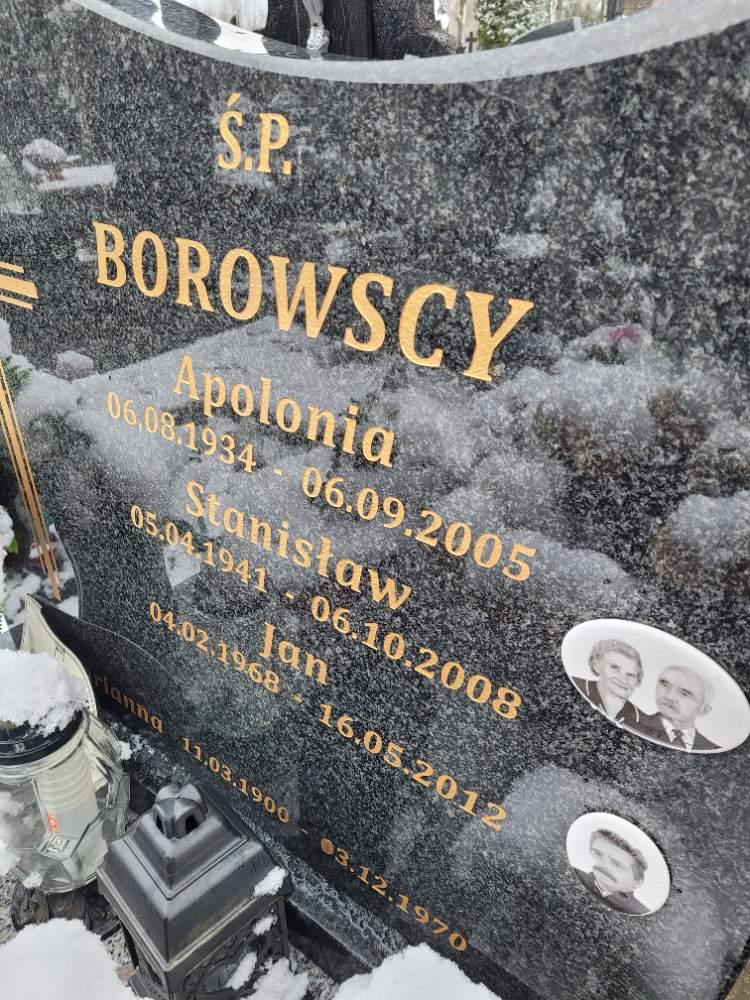 Ś.P.
BOROWSCY
Apolonia
06.08.1934 - 06.09.2005
Stanisław
05.04.1941 - 06.10.2008
Jan
04.02.1968 - 16.05.2012
11.03.1900 - 03.12.1970